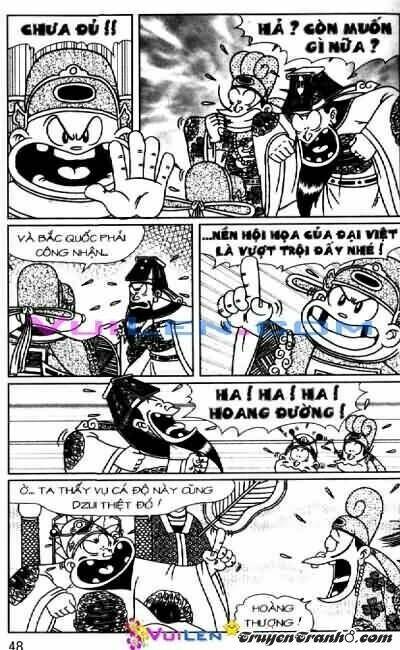 CHƯA ĐỦ !!
HẢ ? CÒN MUỐN
GÌ NỮA ?
VÀ BẮC QUỐC PHẢI
CÔNG NHẬN...
...NỀN HỘI HỌA CỦA ĐẠI VIỆT
LÀ VƯỢT TRỘI ĐẤY NHÉ !
VUILEN.COM
HA ! HA ! HA !
HOANG ĐƯỜNG !
Ờ... TA THẤY VỤ CÁ ĐỘ NÀY CŨNG
DZUI THIỆT ĐÓ !
HOÀNG
THƯỢNG !
48
VUILEN
TruyenTranh8.com